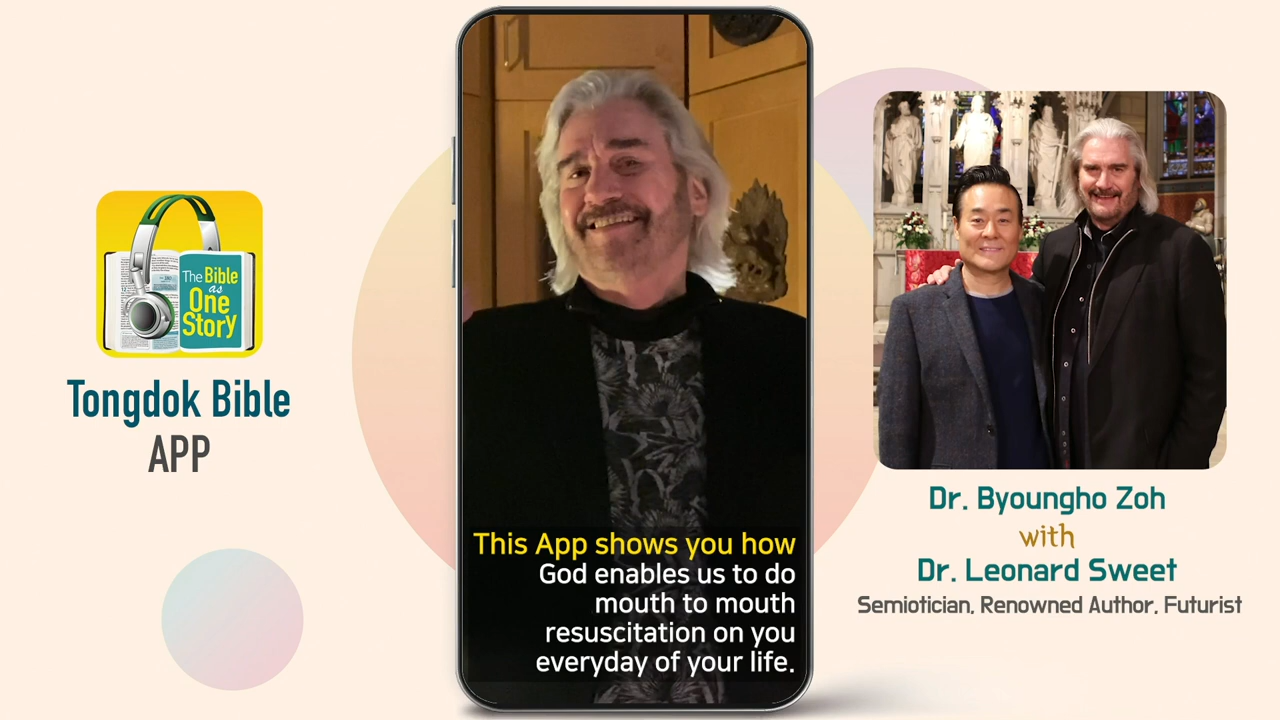 The Bible
as
One
Story
Tongdok Bible
APP
This App shows you how
God enables us to do
mouth to mouth
resuscitation on you
everyday of your life.
Dr. Byoungho Zoh
with
Dr. Leonard Sweet
Semiotician, Renowned Author, Futurist